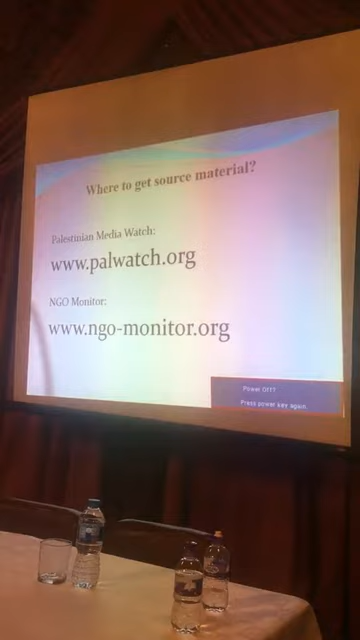 Where to get source material?
Palestinian Media Watch:
www.palwatch.org
NGO Monitor:
www.ngo-monitor.org
Power Off?
Press power key again.